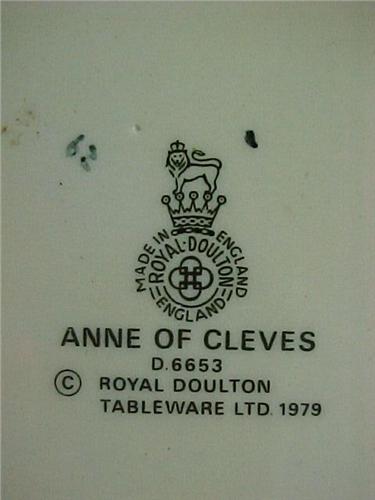 MADE IN ENGLAND
ROYAL·DOULTON
ENGLAND
ANNE OF CLEVES
D.6653
© ROYAL DOULTON
TABLEWARE LTD. 1979